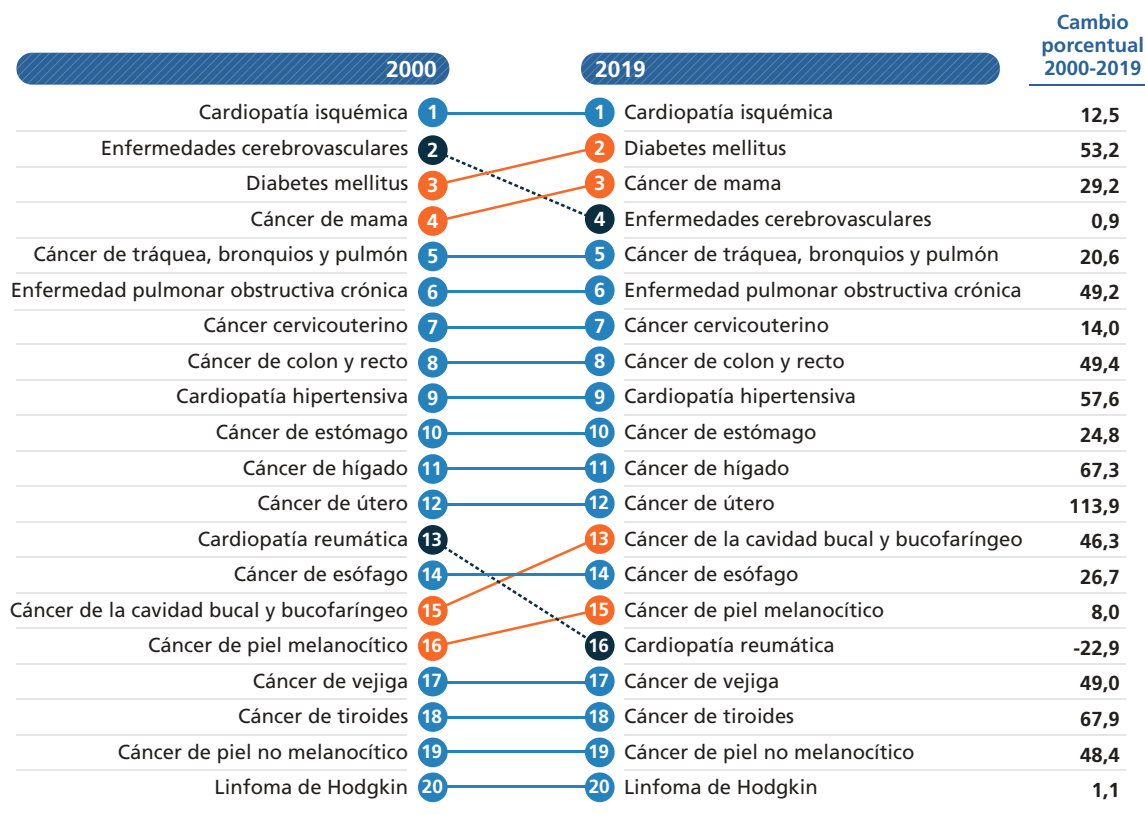 Cambio
porcentual
2000-2019
2000 2019
Cardiopatía isquémica 1 1 Cardiopatía isquémica 12,5
Enfermedades cerebrovasculares 2 2 Diabetes mellitus 53,2
Diabetes mellitus 3 3 Cáncer de mama 29,2
Cáncer de mama 4 4 Enfermedades cerebrovasculares 0,9
Cáncer de tráquea, bronquios y pulmón 5 5 Cáncer de tráquea, bronquios y pulmón 20,6
Enfermedad pulmonar obstructiva crónica 6 6 Enfermedad pulmonar obstructiva crónica 49,2
Cáncer cervicouterino 7 7 Cáncer cervicouterino 14,0
Cáncer de colon y recto 8 8 Cáncer de colon y recto 49,4
Cardiopatía hipertensiva 9 9 Cardiopatía hipertensiva 57,6
Cáncer de estómago 10 10 Cáncer de estómago 24,8
Cáncer de hígado 11 11 Cáncer de hígado 67,3
Cáncer de útero 12 12 Cáncer de útero 113,9
Cardiopatía reumática 13 13 Cáncer de la cavidad bucal y bucofaríngeo 46,3
Cáncer de esófago 14 14 Cáncer de esófago 26,7
Cáncer de la cavidad bucal y bucofaríngeo 15 15 Cáncer de piel melanocítico 8,0
Cáncer de piel melanocítico 16 16 Cardiopatía reumática -22,9
Cáncer de vejiga 17 17 Cáncer de vejiga 49,0
Cáncer de tiroides 18 18 Cáncer de tiroides 67,9
Cáncer de piel no melanocítico 19 19 Cáncer de piel no melanocítico 48,4
Linfoma de Hodgkin 20 20 Linfoma de Hodgkin 1,1